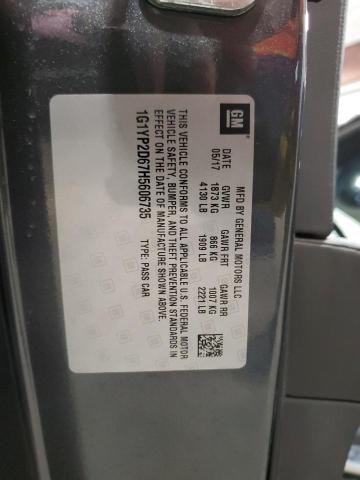 GM
MFD BY GENERAL MOTORS LLC
DATE GVWR GAWR FRT GAWR RR
05/17 1873 KG 866 KG 1007 KG
4130 LB 1909 LB 2221 LB
THIS VEHICLE CONFORMS TO ALL APPLICABLE U.S. FEDERAL MOTOR
VEHICLE SAFETY, BUMPER, AND THEFT PREVENTION STANDARDS IN
EFFECT ON THE DATE OF MANUFACTURE SHOWN ABOVE.
1G1YP2D67H5606735 TYPE: PASS CAR